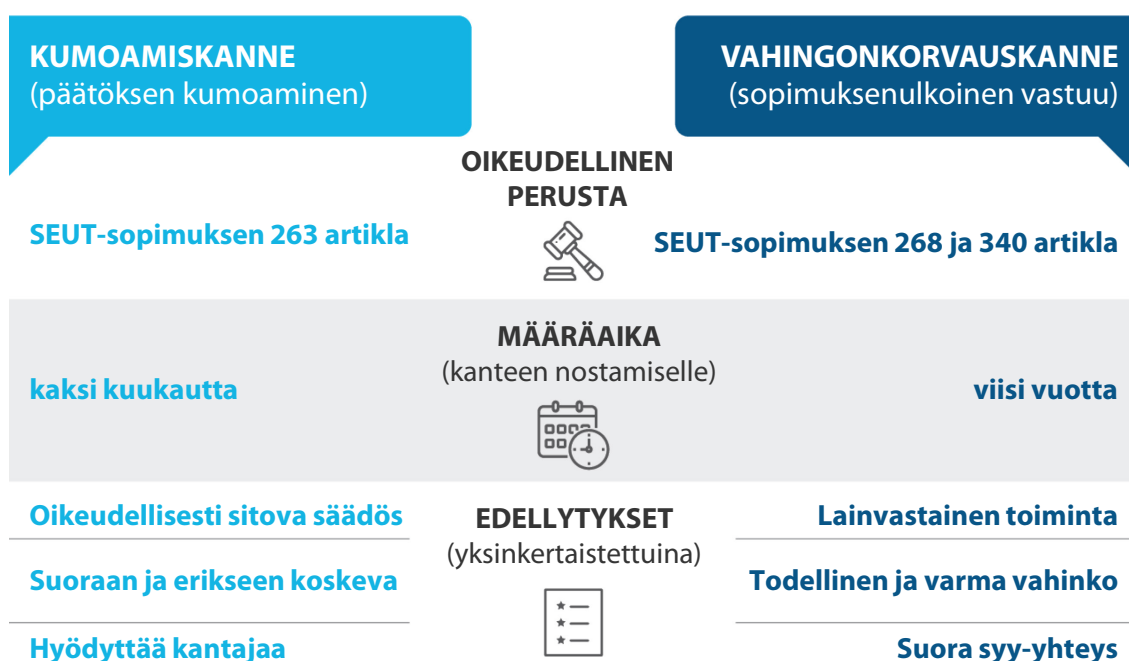 KUMOAMISKANNE
(päätöksen kumoaminen)
VAHINGONKORVAUSKANNE
(sopimuksenulkoinen vastuu)
OIKEUDELLINEN
PERUSTA
SEUT-sopimuksen 263 artikla
SEUT-sopimuksen 268 ja 340 artikla
MÄÄRÄAIKA
(kanteen nostamiselle)
kaksi kuukautta
viisi vuotta
EDELLYTYKSET
(yksinkertaistettuina)
Oikeudellisesti sitova säädös
Lainvastainen toiminta
Suoraan ja erikseen koskeva
Todellinen ja varma vahinko
Hyödyttää kantajaa
Suora syy-yhteys